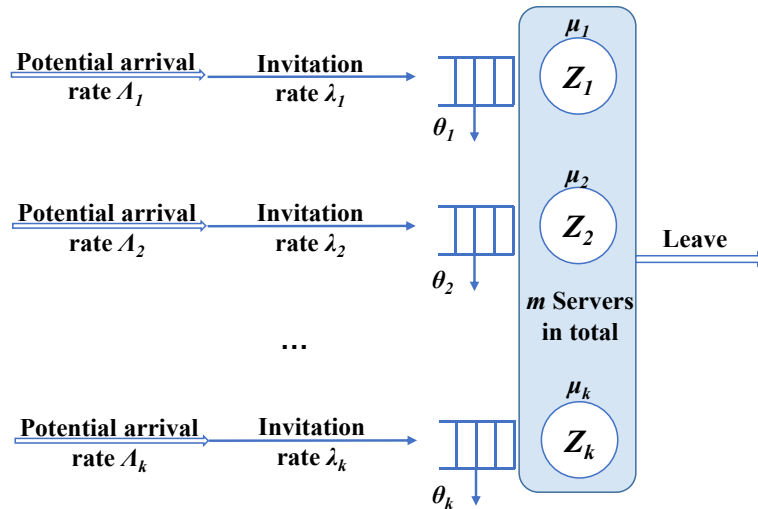 μ₁
Potential arrival
rate Λ₁
Invitation
rate λ₁
Z₁
θ₁
μ₂
Potential arrival
rate Λ₂
Invitation
rate λ₂
Z₂
Leave
θ₂
m Servers
in total
...
μₖ
Potential arrival
rate Λₖ
Invitation
rate λₖ
Zₖ
θₖ